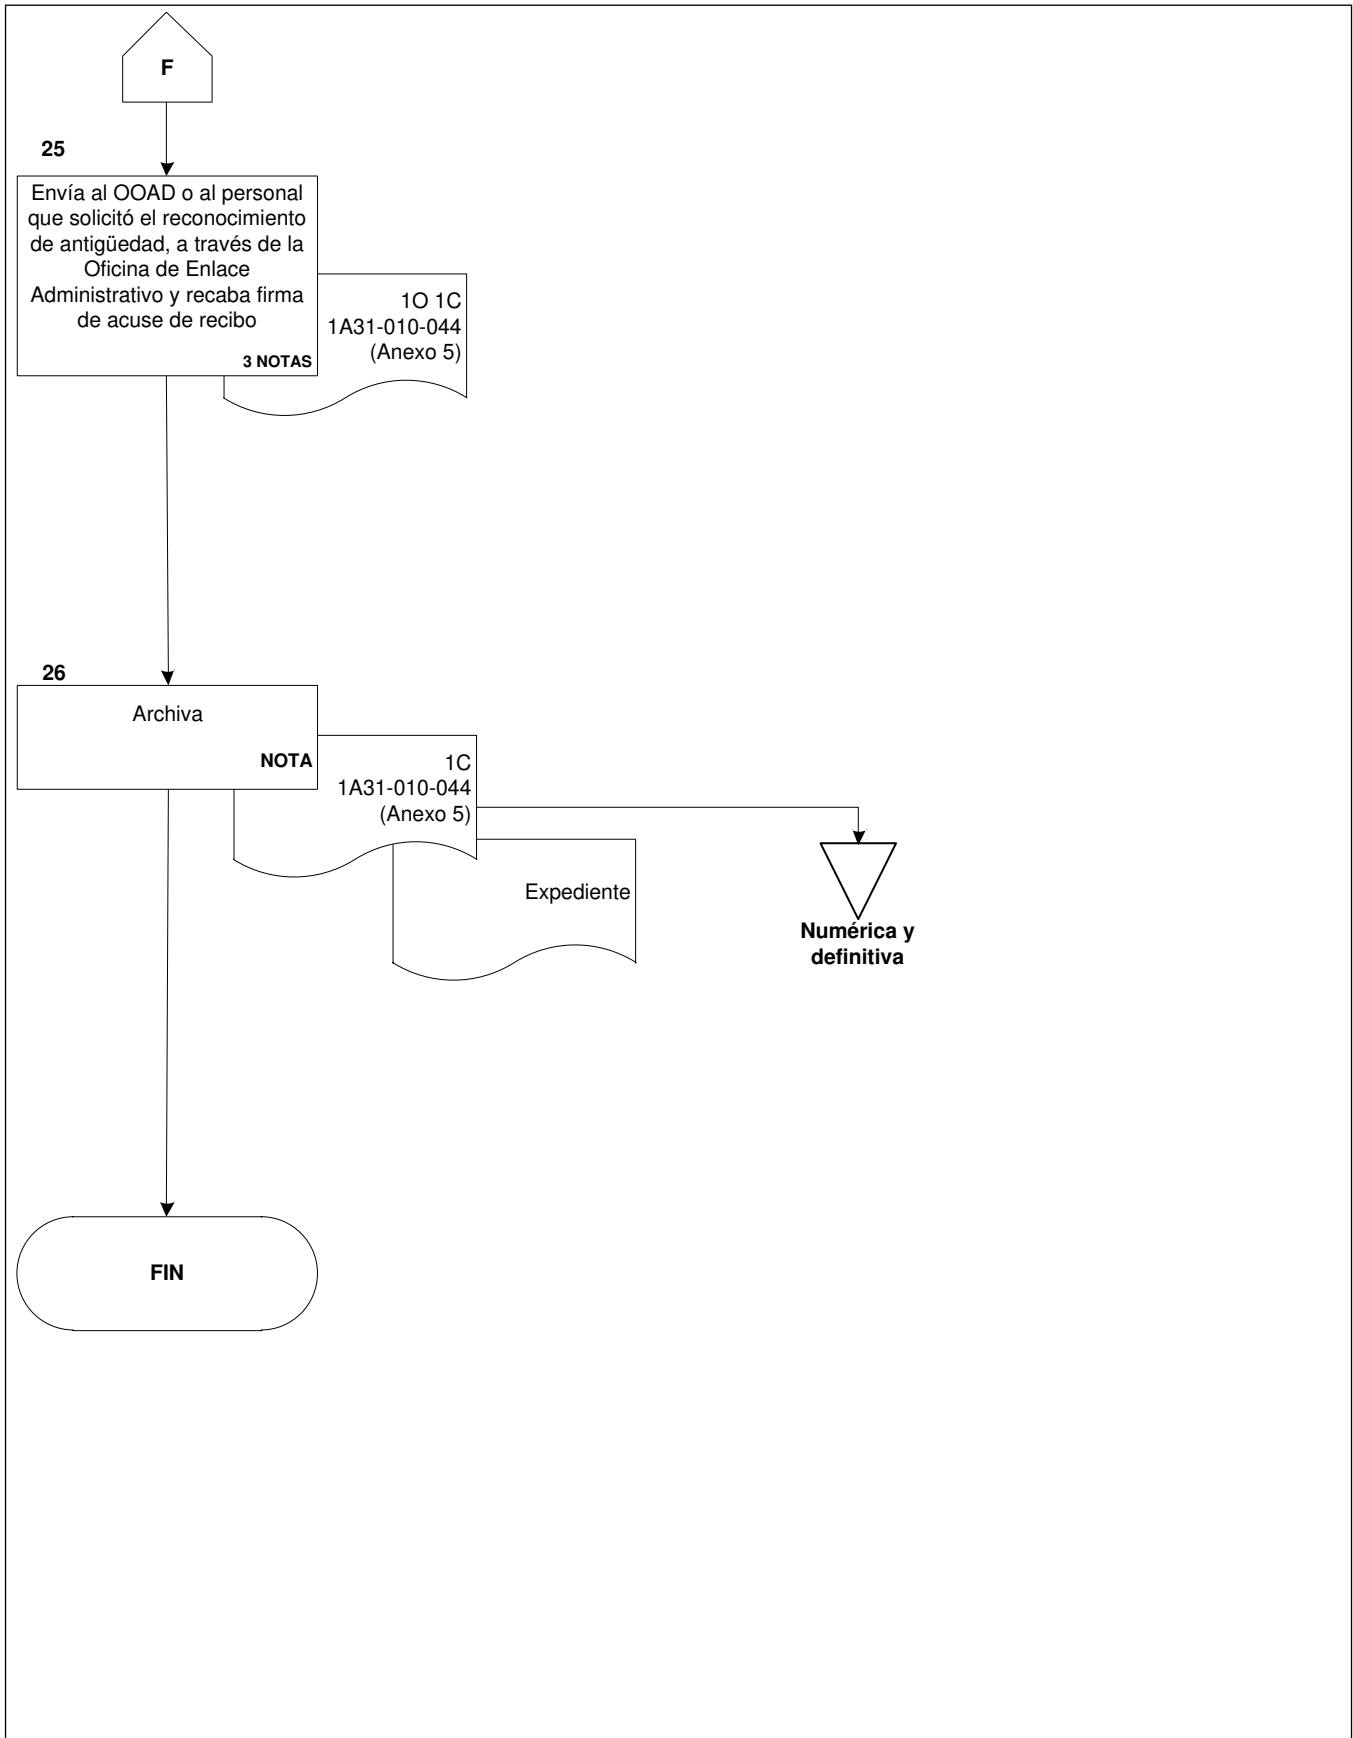 F
25
Envía al OOAD o al personal
que solicitó el reconocimiento
de antigüedad, a través de la
Oficina de Enlace
Administrativo y recaba firma
de acuse de recibo
3 NOTAS
1O 1C
1A31-010-044
(Anexo 5)
26
Archiva
NOTA
1C
1A31-010-044
(Anexo 5)
Expediente
Numérica y
definitiva
FIN